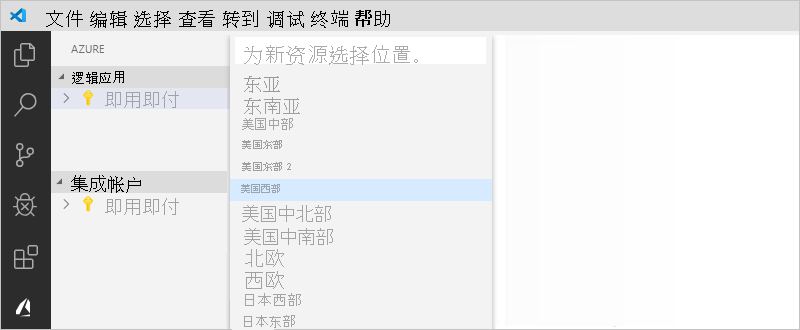 文件 编辑 选择 查看 转到 调试 终端 帮助
AZURE
逻辑应用
即用即付
集成帐户
即用即付
为新资源选择位置。
东亚
东南亚
美国中部
美国东部
美国东部 2
美国西部
美国中北部
美国中南部
北欧
西欧
日本西部
日本东部